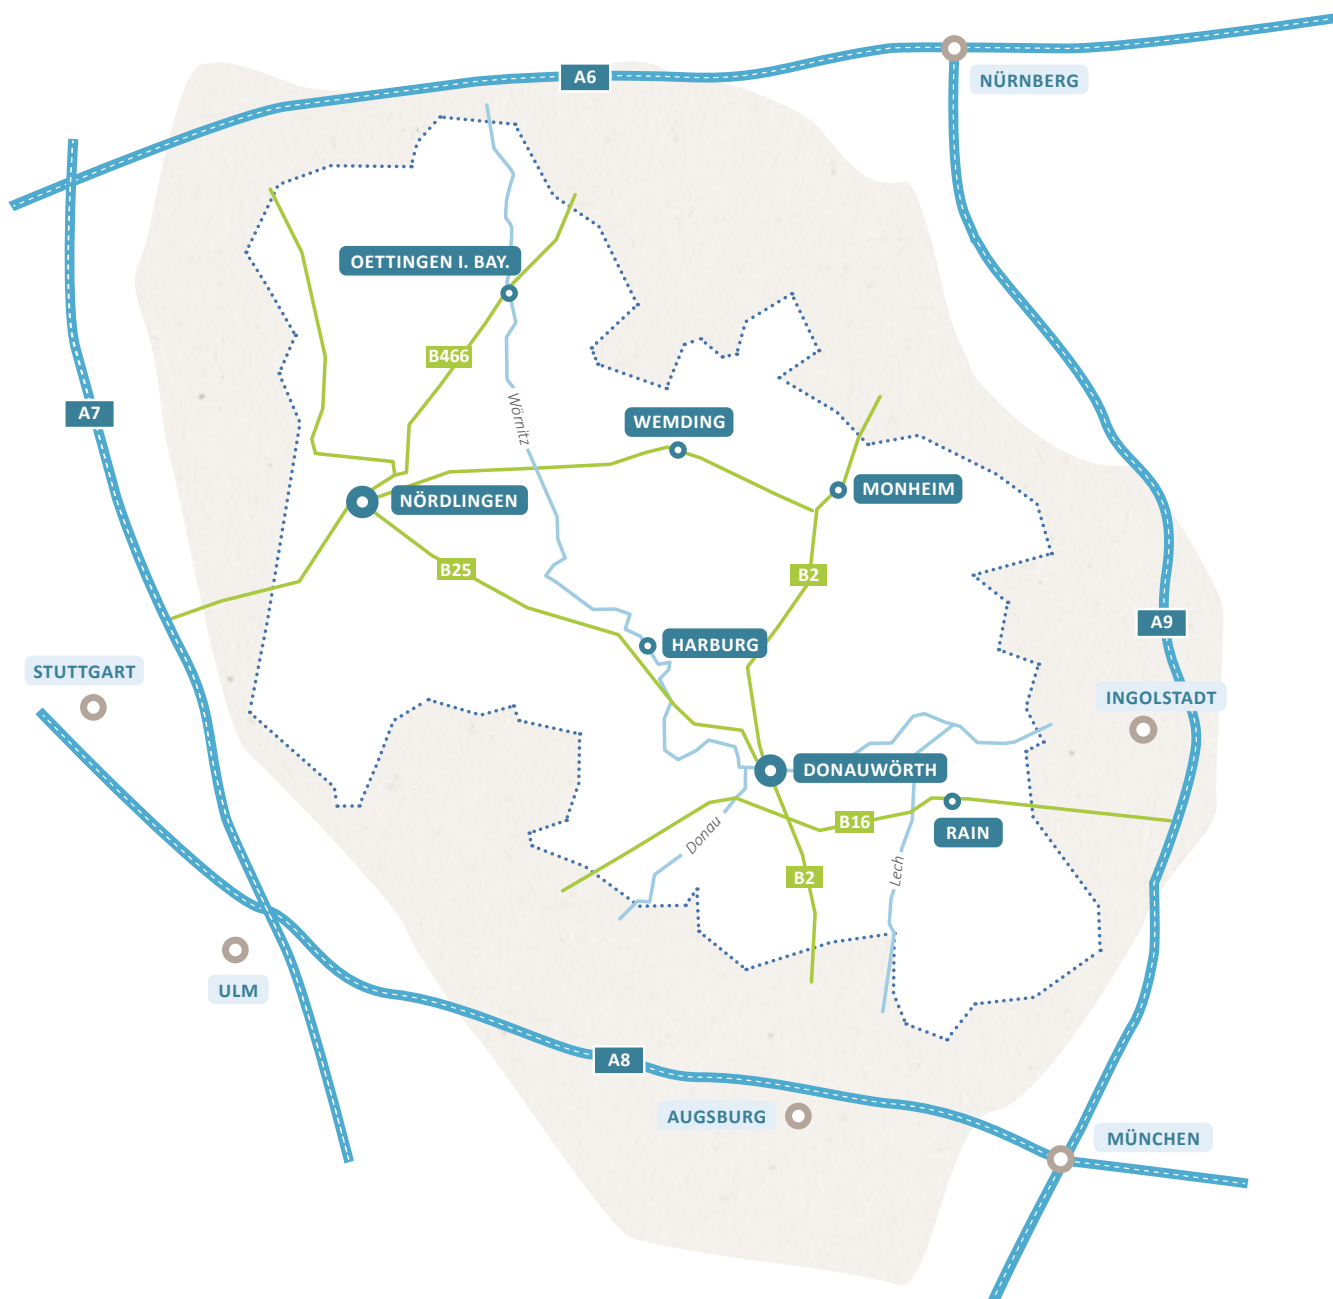 A6
NÜRNBERG
OETTINGEN I. BAY.
B466
A7
Wörnitz
WEMDING
MONHEIM
NÖRDLINGEN
B25
B2
A9
HARBURG
STUTTGART
INGOLSTADT
DONAUWÖRTH
B16
RAIN
Donau
Lech
B2
ULM
A8
AUGSBURG
MÜNCHEN